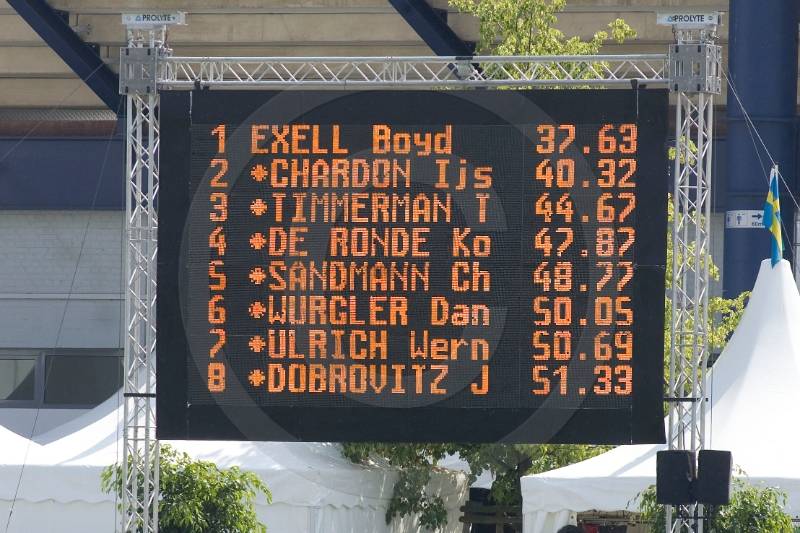 PROLYTE PROLYTE
1 EXELL Boyd 37.63
2 *CHARDON Ijs 40.32
3 *TIMMERMAN T 44.67
4 *DE RONDE Ko 47.87
5 *SANDMANN Ch 48.77
6 *WURGLER Dan 50.05
7 *ULRICH Wern 50.69
8 *DOBROVITZ J 51.33